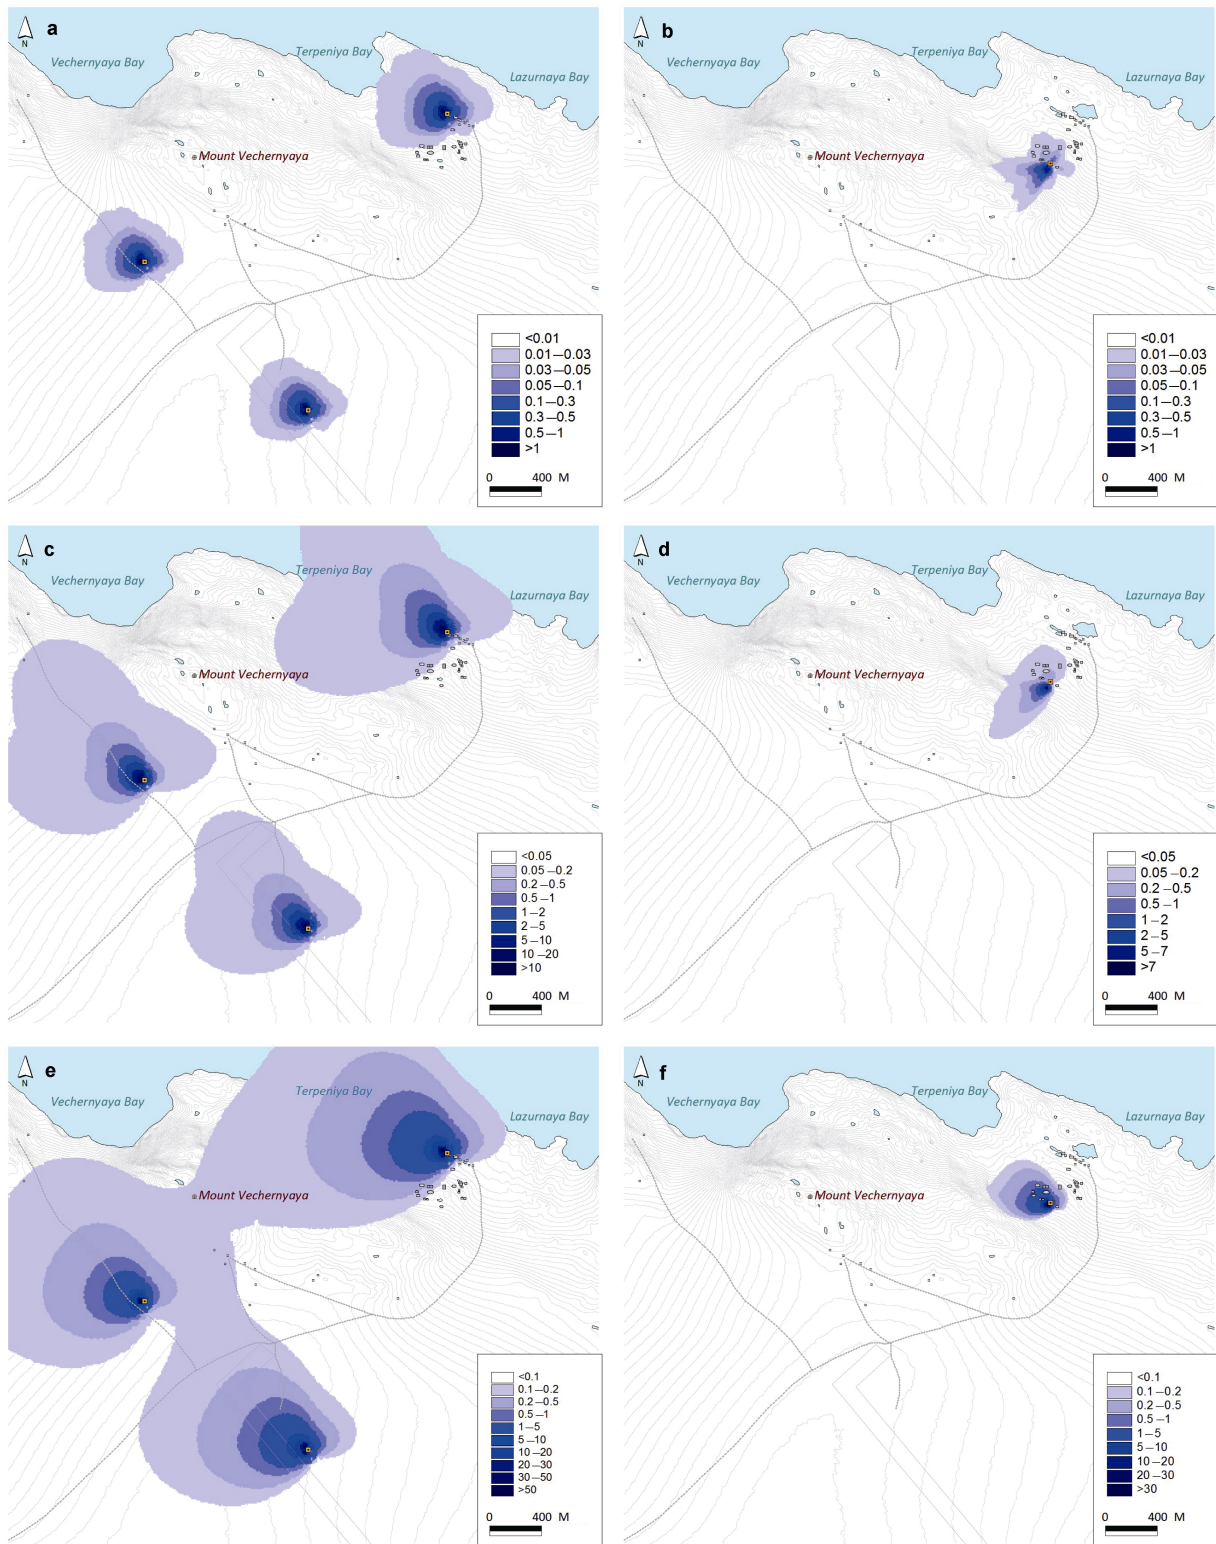 a
N
Vechernyaya Bay
Terpeniya Bay
Lazurnaya Bay
Mount Vechernyaya
<0.01
0.01—0.03
0.03—0.05
0.05—0.1
0.1—0.3
0.3—0.5
0.5—1
>1
0 400 M
b
N
Vechernyaya Bay
Terpeniya Bay
Lazurnaya Bay
Mount Vechernyaya
<0.01
0.01—0.03
0.03—0.05
0.05—0.1
0.1—0.3
0.3—0.5
0.5—1
>1
0 400 M
c
N
Vechernyaya Bay
Terpeniya Bay
Lazurnaya Bay
Mount Vechernyaya
<0.05
0.05—0.2
0.2—0.5
0.5—1
1—2
2—5
5—10
10—20
>10
0 400 M
d
N
Vechernyaya Bay
Terpeniya Bay
Lazurnaya Bay
Mount Vechernyaya
<0.05
0.05—0.2
0.2—0.5
0.5—1
1—2
2—5
5—7
>7
0 400 M
e
N
Vechernyaya Bay
Terpeniya Bay
Lazurnaya Bay
Mount Vechernyaya
<0.1
0.1—0.2
0.2—0.5
0.5—1
1—5
5—10
10—20
20—30
30—50
>50
0 400 M
f
N
Vechernyaya Bay
Terpeniya Bay
Lazurnaya Bay
Mount Vechernyaya
<0.1
0.1—0.2
0.2—0.5
0.5—1
1—5
5—10
10—20
20—30
>30
0 400 M